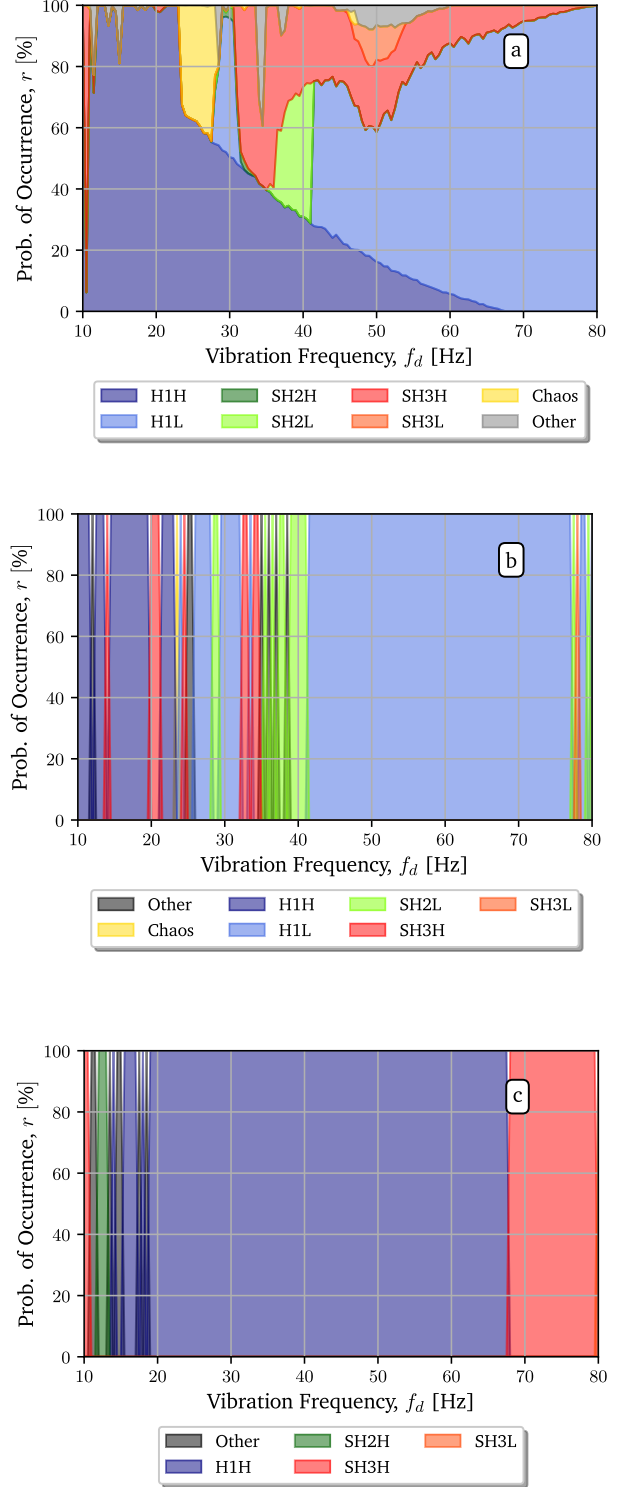 100
80
60
40
20
0
Prob. of Occurrence, r [%]
a
10 20 30 40 50 60 70 80
Vibration Frequency, f_d [Hz]
H1H SH2H SH3H Chaos
H1L SH2L SH3L Other
100
80
60
40
20
0
Prob. of Occurrence, r [%]
b
10 20 30 40 50 60 70 80
Vibration Frequency, f_d [Hz]
Other H1H SH2L SH3L
Chaos H1L SH3H
100
80
60
40
20
0
Prob. of Occurrence, r [%]
c
10 20 30 40 50 60 70 80
Vibration Frequency, f_d [Hz]
Other SH2H SH3L
H1H SH3H